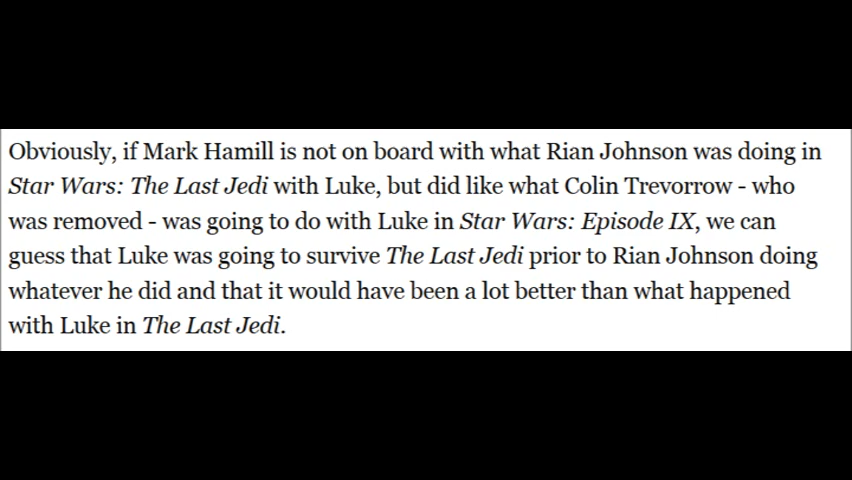 Obviously, if Mark Hamill is not on board with what Rian Johnson was doing in
Star Wars: The Last Jedi with Luke, but did like what Colin Trevorrow - who
was removed - was going to do with Luke in Star Wars: Episode IX, we can
guess that Luke was going to survive The Last Jedi prior to Rian Johnson doing
whatever he did and that it would have been a lot better than what happened
with Luke in The Last Jedi.